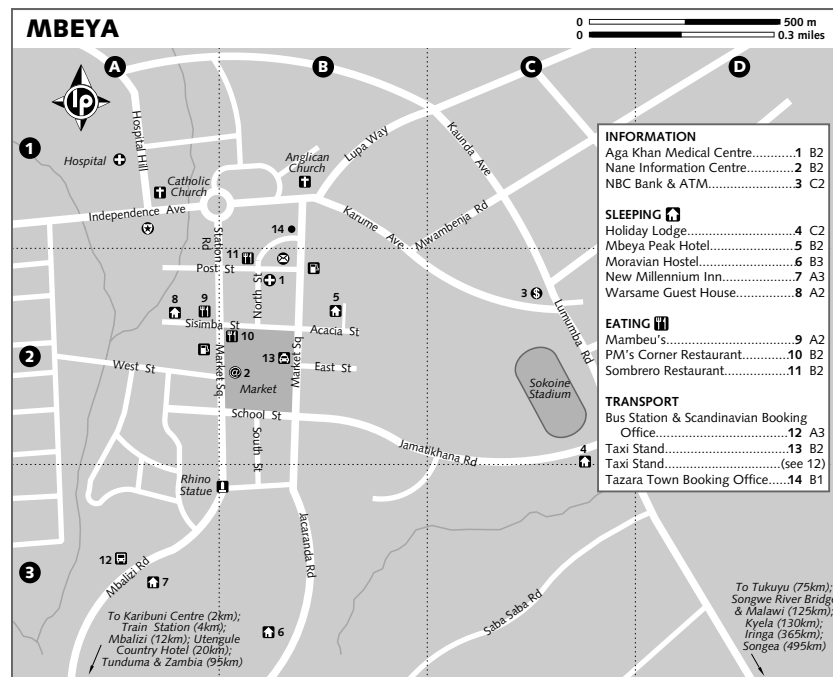 MBEYA
0 500 m
0 0.3 miles
A
B
C
D
1
2
3
lp
Hospital Hill
Hospital
Catholic
Church
Anglican
Church
Lupa Way
Kaunda Ave
Independence Ave
Karume Ave
Mwambenja Rd
Station
Rd
14
11
Post St
North St
1
8
9
5
3
$
Sisimba St
Acacia St
Lumumba Rd
10
13
Market Sq
Market Sq
East St
West St
@ 2
Market
Sokoine
Stadium
School St
South St
Jamatikhana Rd
4
Rhino
Statue
Jacaranda Rd
12
Mbalizi Rd
7
6
Saba Saba Rd
To Karibuni Centre (2km);
Train Station (4km);
Mbalizi (12km); Utengule
Country Hotel (20km);
Tunduma & Zambia (95km)
To Tukuyu (75km);
Songwe River Bridge
& Malawi (125km);
Kyela (130km);
Iringa (365km);
Songea (495km)
INFORMATION
Aga Khan Medical Centre............1 B2
Nane Information Centre............2 B2
NBC Bank & ATM............3 C2
SLEEPING
Holiday Lodge............4 C2
Mbeya Peak Hotel............5 B2
Moravian Hostel............6 B3
New Millennium Inn............7 A3
Warsame Guest House............8 A2
EATING
Mambeu's............9 A2
PM's Corner Restaurant............10 B2
Sombrero Restaurant............11 B2
TRANSPORT
Bus Station & Scandinavian Booking
Office............12 A3
Taxi Stand............13 B2
Taxi Stand............(see 12)
Tazara Town Booking Office......14 B1